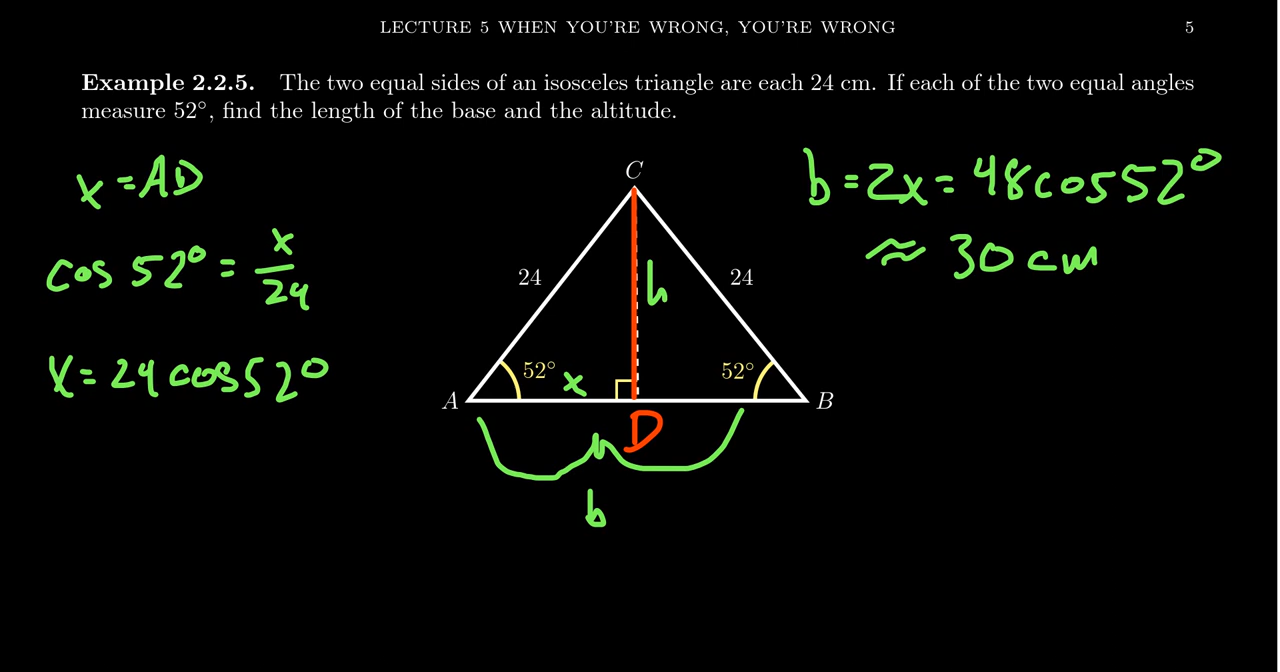 LECTURE 5 WHEN YOU'RE WRONG, YOU'RE WRONG 5
Example 2.2.5. The two equal sides of an isosceles triangle are each 24 cm. If each of the two equal angles
measure 52°, find the length of the base and the altitude.
x = AD
cos 52° = x/24
x = 24 cos 52°
C
24
24
h
52°
x
52°
A
B
D
b
b = 2x = 48 cos 52°
≈ 30 cm